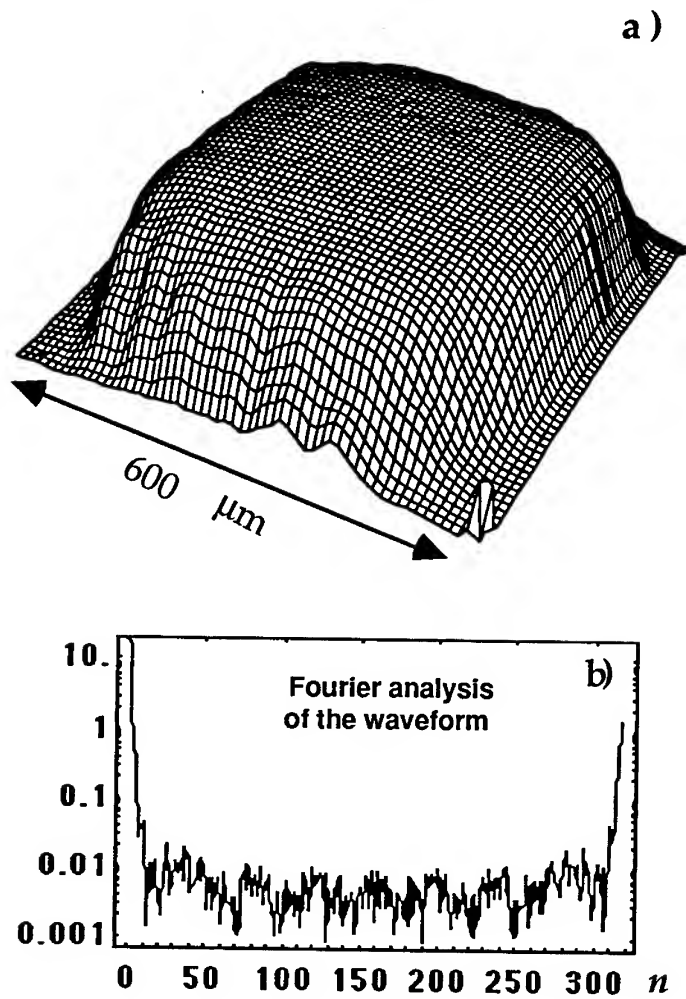 a )
600 µm
b)
Fourier analysis
of the waveform
10.
1
0.1
0.01
0.001
0 50 100 150 200 250 300 n